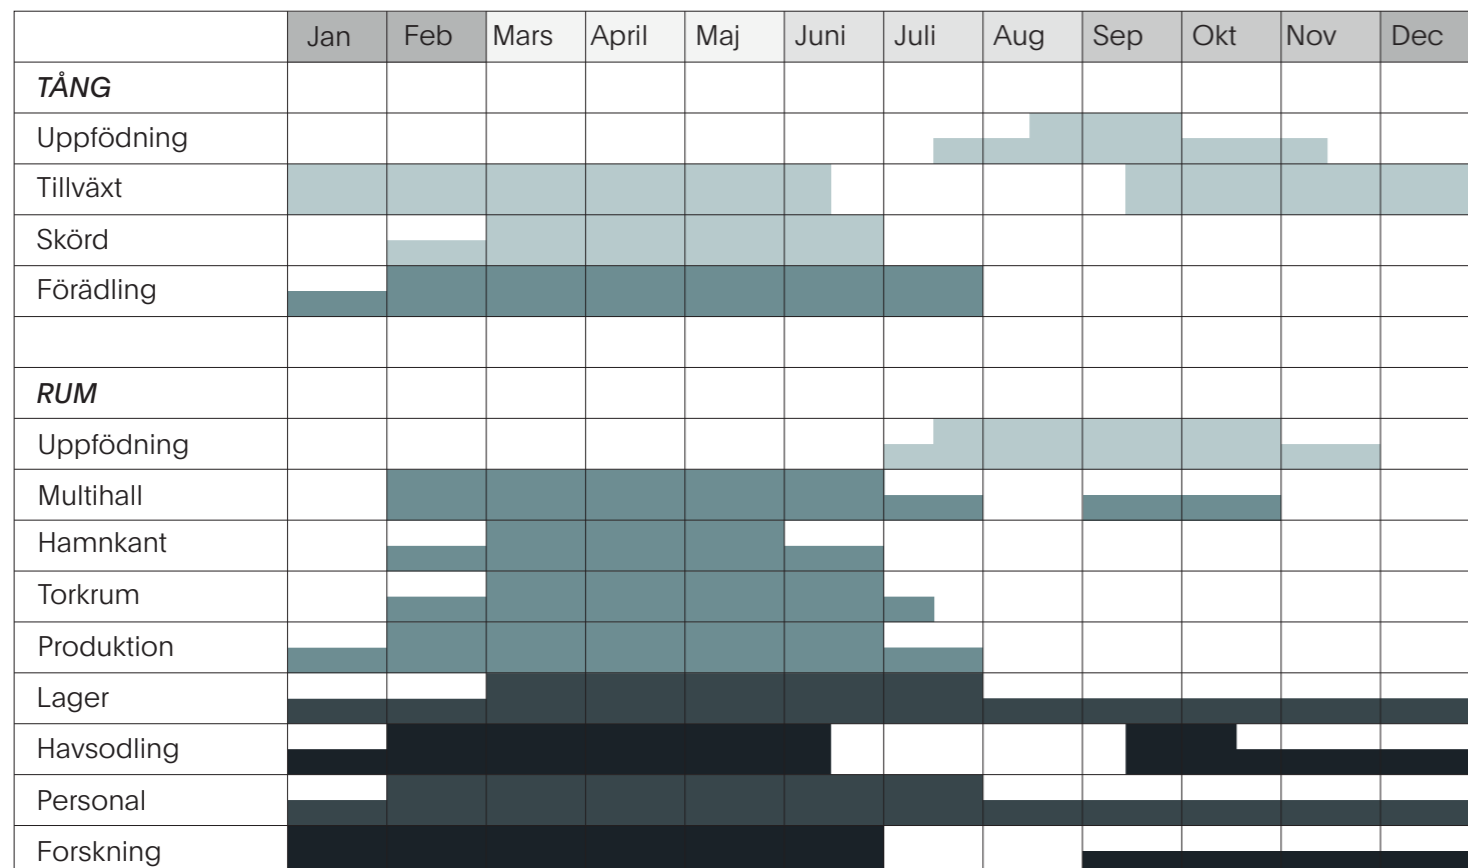 Jan Feb Mars April Maj Juni Juli Aug Sep Okt Nov Dec
TÅNG
Uppfödning
Tillväxt
Skörd
Förädling
RUM
Uppfödning
Multihall
Hamnkant
Torkrum
Produktion
Lager
Havsodling
Personal
Forskning